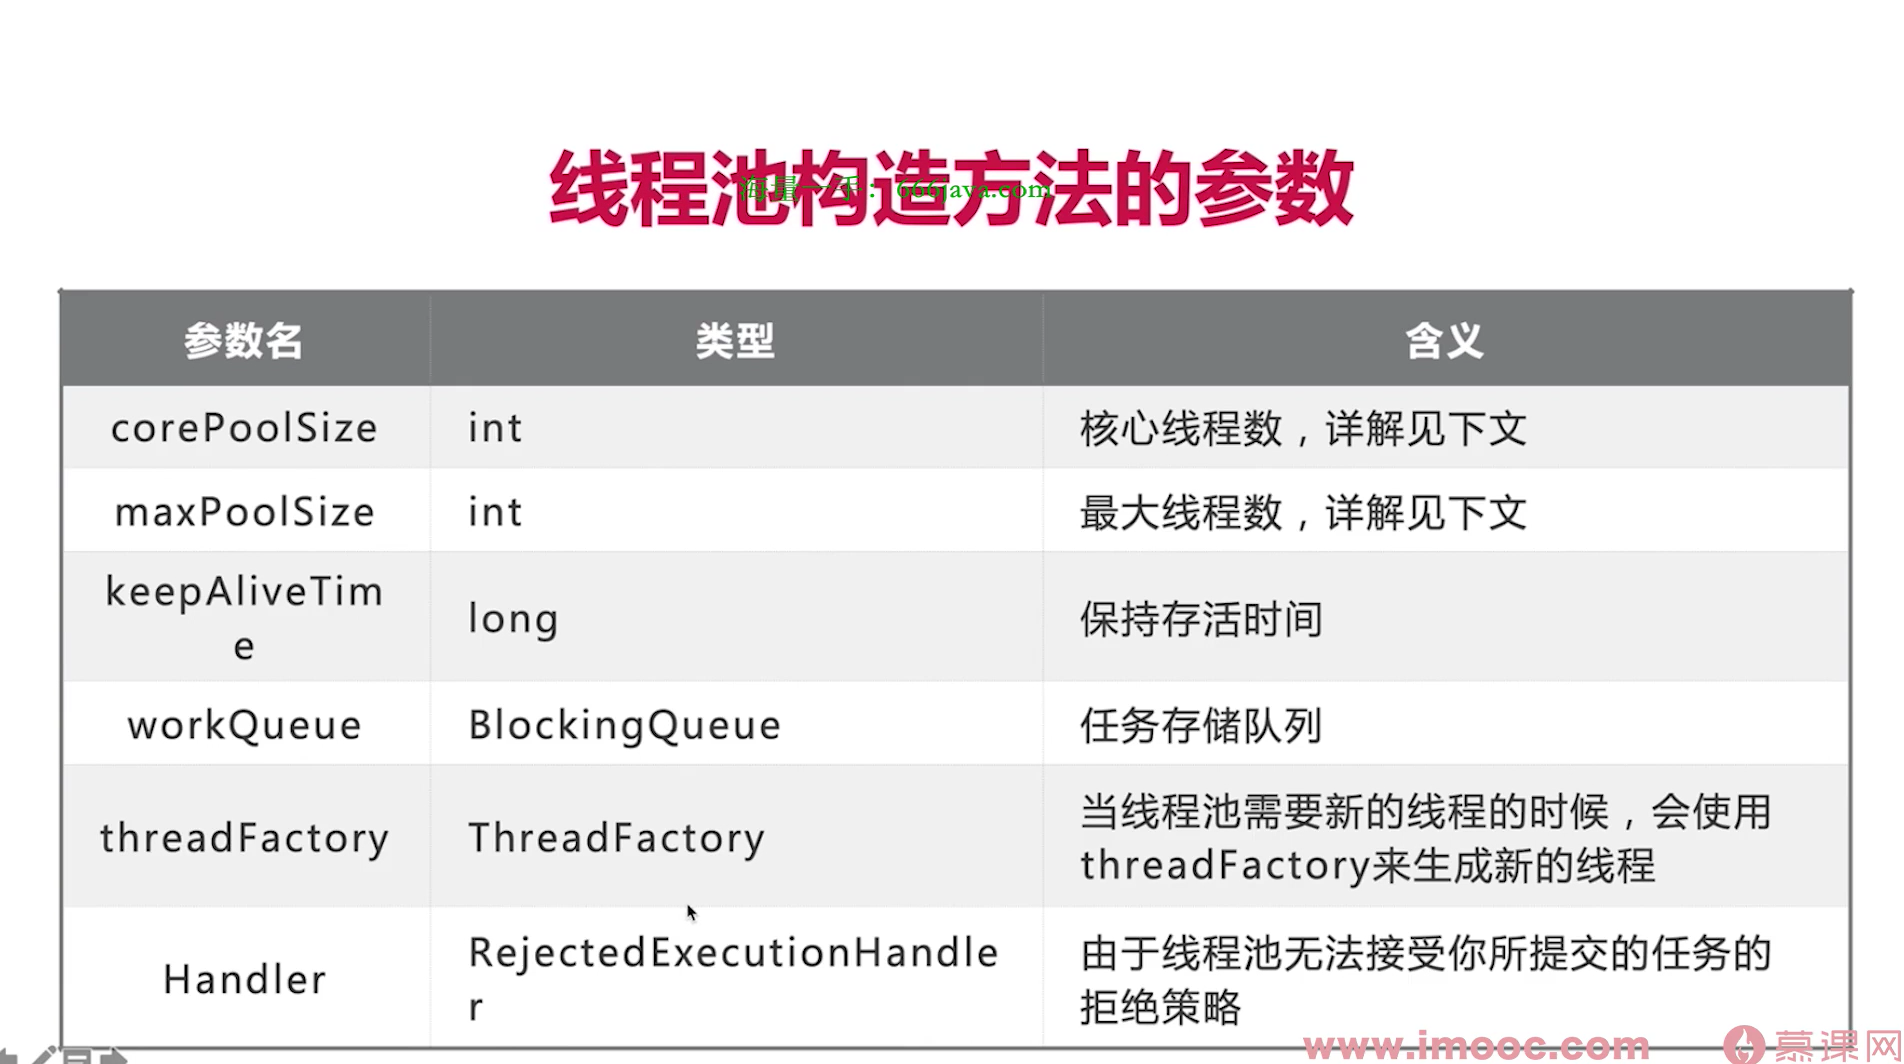 线程池构造方法的参数
海量一手：666java.com
参数名 类型 含义
corePoolSize int 核心线程数，详解见下文
maxPoolSize int 最大线程数，详解见下文
keepAliveTim
e
long 保持存活时间
workQueue BlockingQueue 任务存储队列
threadFactory ThreadFactory
当线程池需要新的线程的时候，会使用
threadFactory来生成新的线程
Handler
RejectedExecutionHandle
r
由于线程池无法接受你所提交的任务的
拒绝策略
www.imooc.com 慕课网